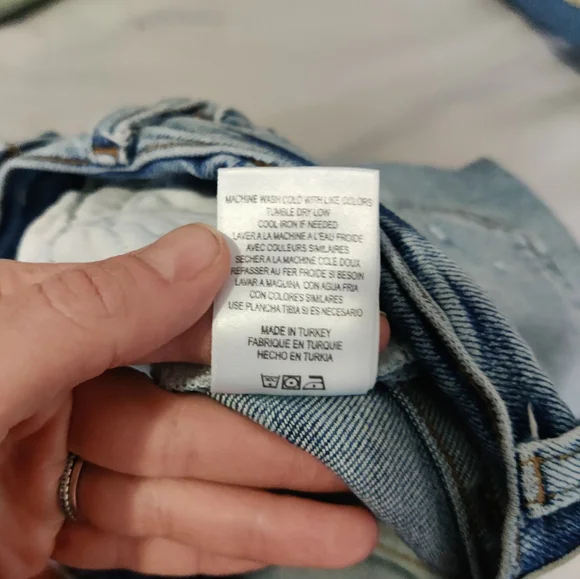 MACHINE WASH COLD WITH LIKE COLORS
TUMBLE DRY LOW
COOL IRON IF NEEDED
LAVER A LA MACHINE A L'EAU FROIDE
AVEC COULEURS SIMILAIRES
SECHER A LA MACHINE CYCLE DOUX
REPASSER AU FER FROIDE SI BESOIN
LAVAR A MAQUINA CON AGUA FRIA
CON COLORES SIMILARES
USE PLANCHA TIBIA SI ES NECESARIO
MADE IN TURKEY
FABRIQUE EN TURQUIE
HECHO EN TURKIA